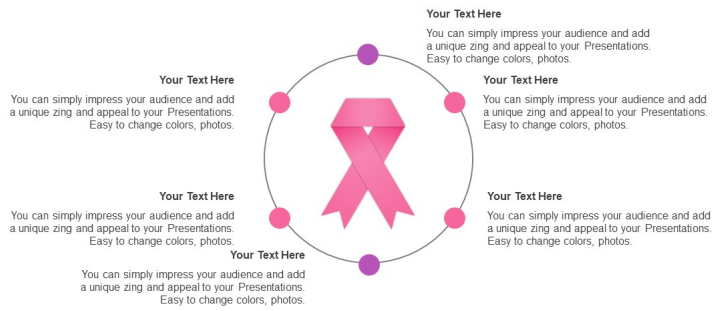 Your Text Here
You can simply impress your audience and add
a unique zing and appeal to your Presentations.
Easy to change colors, photos.
Your Text Here
You can simply impress your audience and add
a unique zing and appeal to your Presentations.
Easy to change colors, photos.
Your Text Here
You can simply impress your audience and add
a unique zing and appeal to your Presentations.
Easy to change colors, photos.
Your Text Here
You can simply impress your audience and add
a unique zing and appeal to your Presentations.
Easy to change colors, photos.
Your Text Here
You can simply impress your audience and add
a unique zing and appeal to your Presentations.
Easy to change colors, photos.
Your Text Here
You can simply impress your audience and add
a unique zing and appeal to your Presentations.
Easy to change colors, photos.